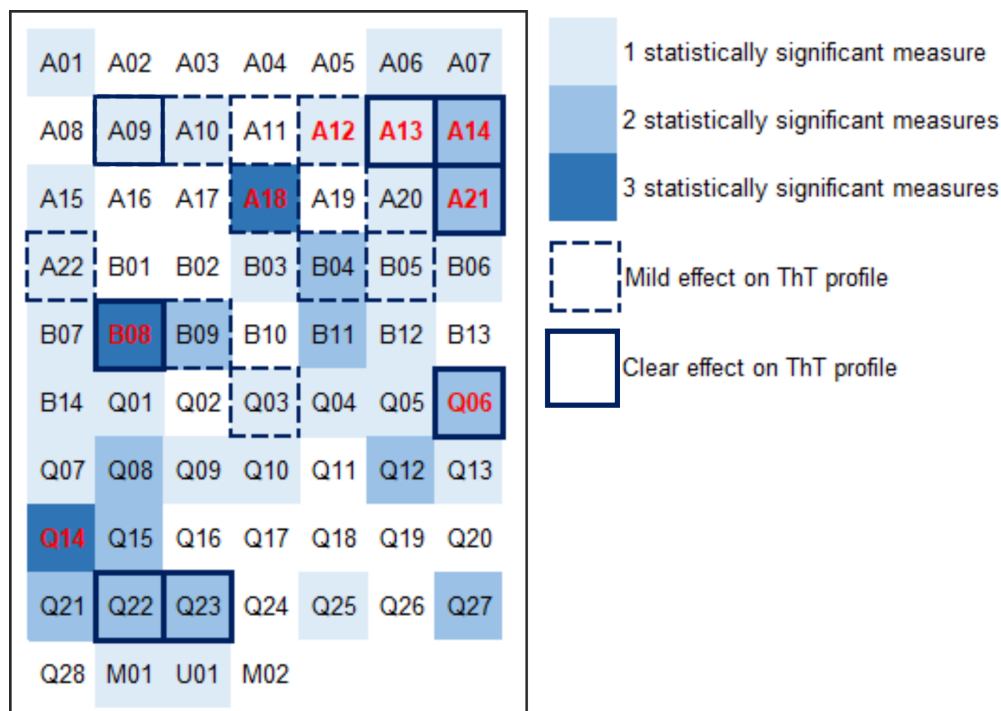 A01 A02 A03 A04 A05 A06 A07
A08 A09 A10 A11 A12 A13 A14
A15 A16 A17 A18 A19 A20 A21
A22 B01 B02 B03 B04 B05 B06
B07 B08 B09 B10 B11 B12 B13
B14 Q01 Q02 Q03 Q04 Q05 Q06
Q07 Q08 Q09 Q10 Q11 Q12 Q13
Q14 Q15 Q16 Q17 Q18 Q19 Q20
Q21 Q22 Q23 Q24 Q25 Q26 Q27
Q28 M01 U01 M02
1 statistically significant measure
2 statistically significant measures
3 statistically significant measures
Mild effect on ThT profile
Clear effect on ThT profile